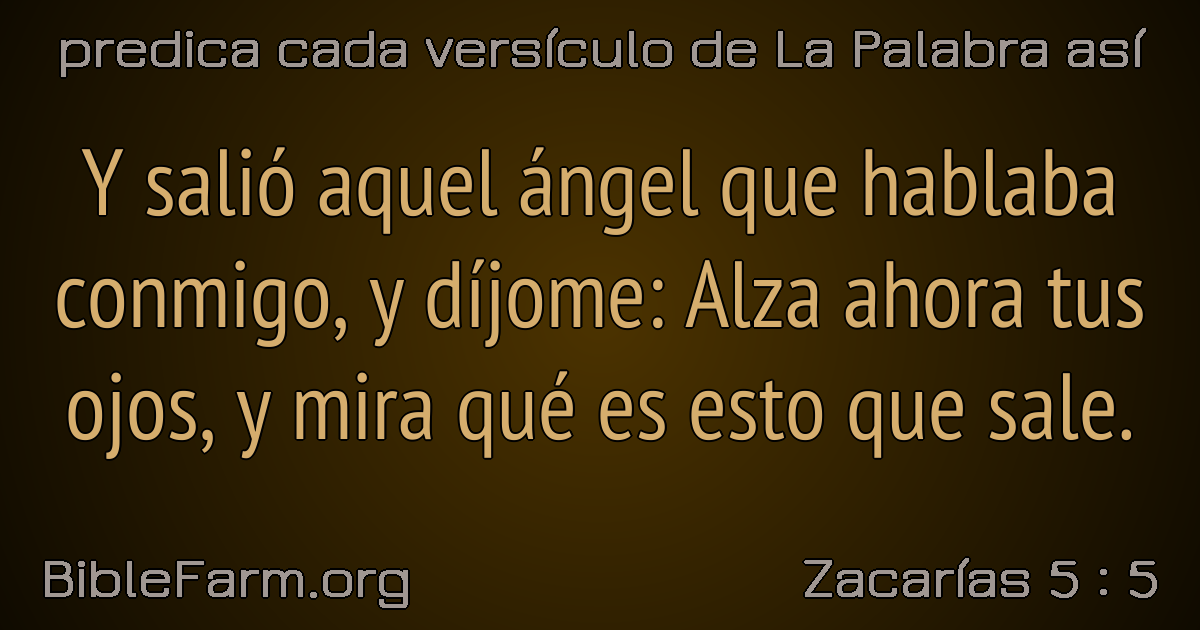 predica cada versículo de La Palabra así
Y salió aquel ángel que hablaba
conmigo, y díjome: Alza ahora tus
ojos, y mira qué es esto que sale.
BibleFarm.org
Zacarías 5 : 5